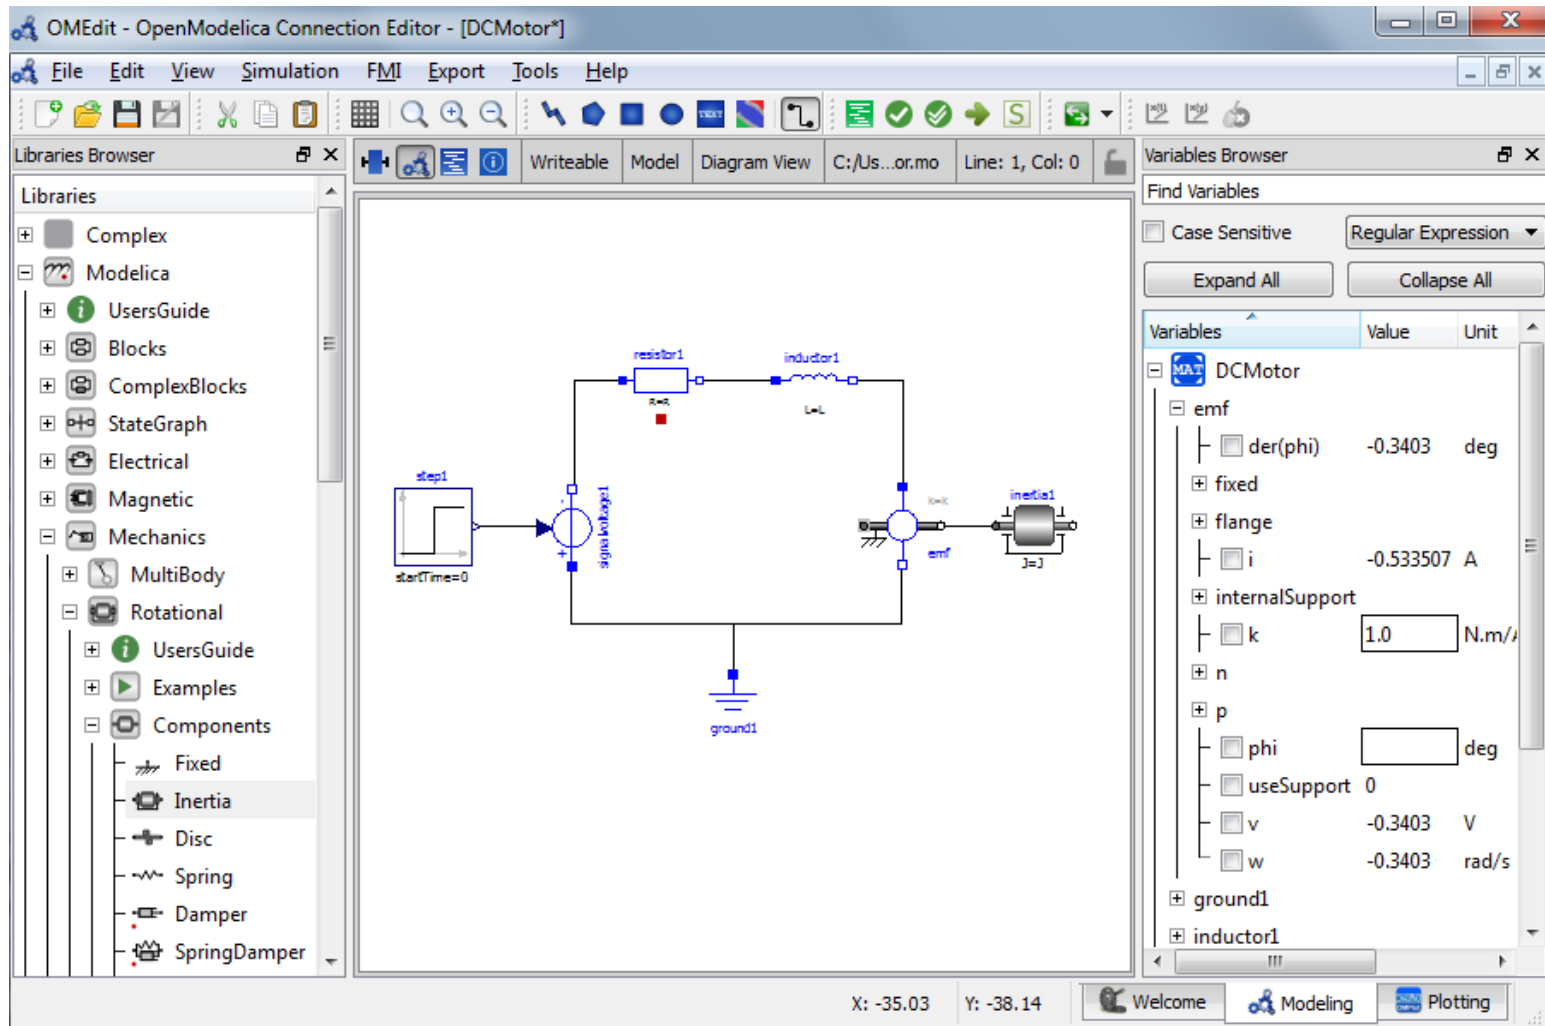 OMEdit - OpenModelica Connection Editor - [DCMotor*]
File Edit View Simulation FMI Export Tools Help
TEXT
S
x(t) x(y)
Libraries Browser
Writeable
Model
Diagram View
C:/Us...or.mo
Line: 1, Col: 0
Variables Browser
Libraries
Complex
Modelica
UsersGuide
Blocks
ComplexBlocks
StateGraph
Electrical
Magnetic
Mechanics
MultiBody
Rotational
UsersGuide
Examples
Components
Fixed
Inertia
Disc
Spring
Damper
SpringDamper
resistor1
R=R
inductor1
L=L
step1
startTime=0
signalvoltage1
- 
+
k=k
emf
inertia1
J=J
ground1
Find Variables
Case Sensitive
Regular Expression
Expand All
Collapse All
Variables Value Unit
MAT DCMotor
emf
der(phi) -0.3403 deg
fixed
flange
i -0.533507 A
internalSupport
k 1.0 N.m/A
n
p
phi deg
useSupport 0
v -0.3403 V
w -0.3403 rad/s
ground1
inductor1
X: -35.03 Y: -38.14
Welcome
Modeling
Plotting